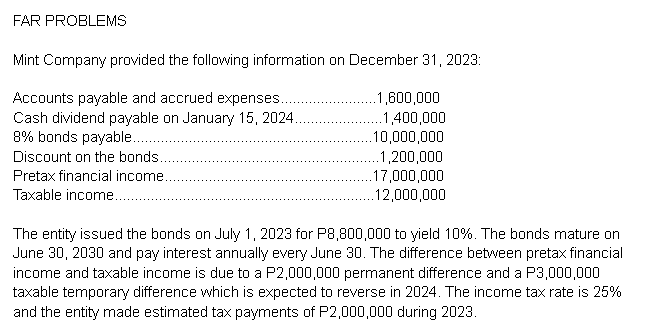 FAR PROBLEMS
Mint Company provided the following information on December 31, 2023:
Accounts payable and accrued expenses........................1,600,000
Cash dividend payable on January 15, 2024......................1,400,000
8% bonds payable............................................................10,000,000
Discount on the bonds.......................................................1,200,000
Pretax financial income....................................................17,000,000
Taxable income.................................................................12,000,000
The entity issued the bonds on July 1, 2023 for P8,800,000 to yield 10%. The bonds mature on
June 30, 2030 and pay interest annually every June 30. The difference between pretax financial
income and taxable income is due to a P2,000,000 permanent difference and a P3,000,000
taxable temporary difference which is expected to reverse in 2024. The income tax rate is 25%
and the entity made estimated tax payments of P2,000,000 during 2023.